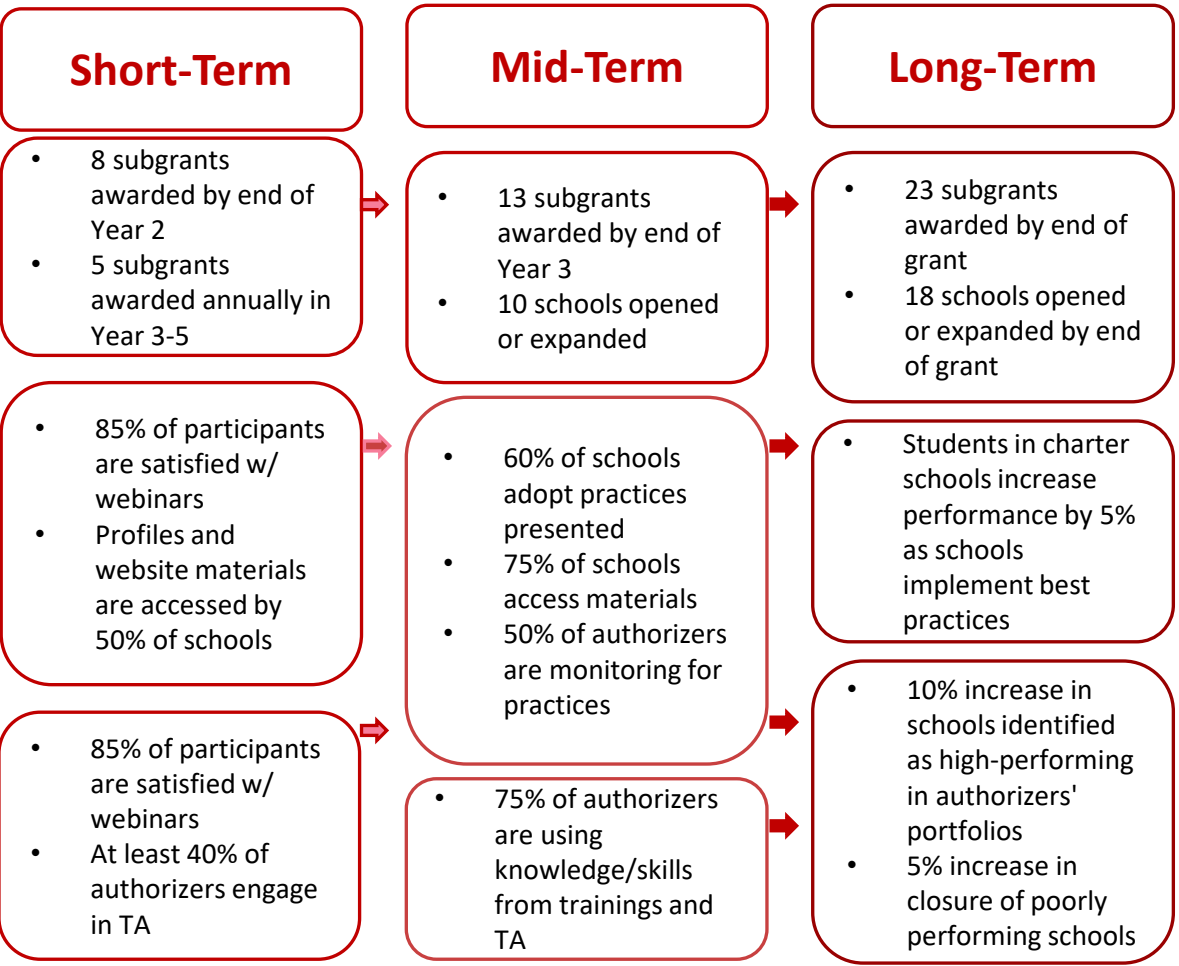 Short-Term
• 8 subgrants
awarded by end of
Year 2
• 5 subgrants
awarded annually in
Year 3-5
• 85% of participants
are satisfied w/
webinars
• Profiles and
website materials
are accessed by
50% of schools
• 85% of participants
are satisfied w/
webinars
• At least 40% of
authorizers engage
in TA
Mid-Term
• 13 subgrants
awarded by end of
Year 3
• 10 schools opened
or expanded
• 60% of schools
adopt practices
presented
• 75% of schools
access materials
• 50% of authorizers
are monitoring for
practices
• 75% of authorizers
are using
knowledge/skills
from trainings and
TA
Long-Term
• 23 subgrants
awarded by end of
grant
• 18 schools opened
or expanded by end
of grant
• Students in charter
schools increase
performance by 5%
as schools
implement best
practices
• 10% increase in
schools identified
as high-performing
in authorizers'
portfolios
• 5% increase in
closure of poorly
performing schools